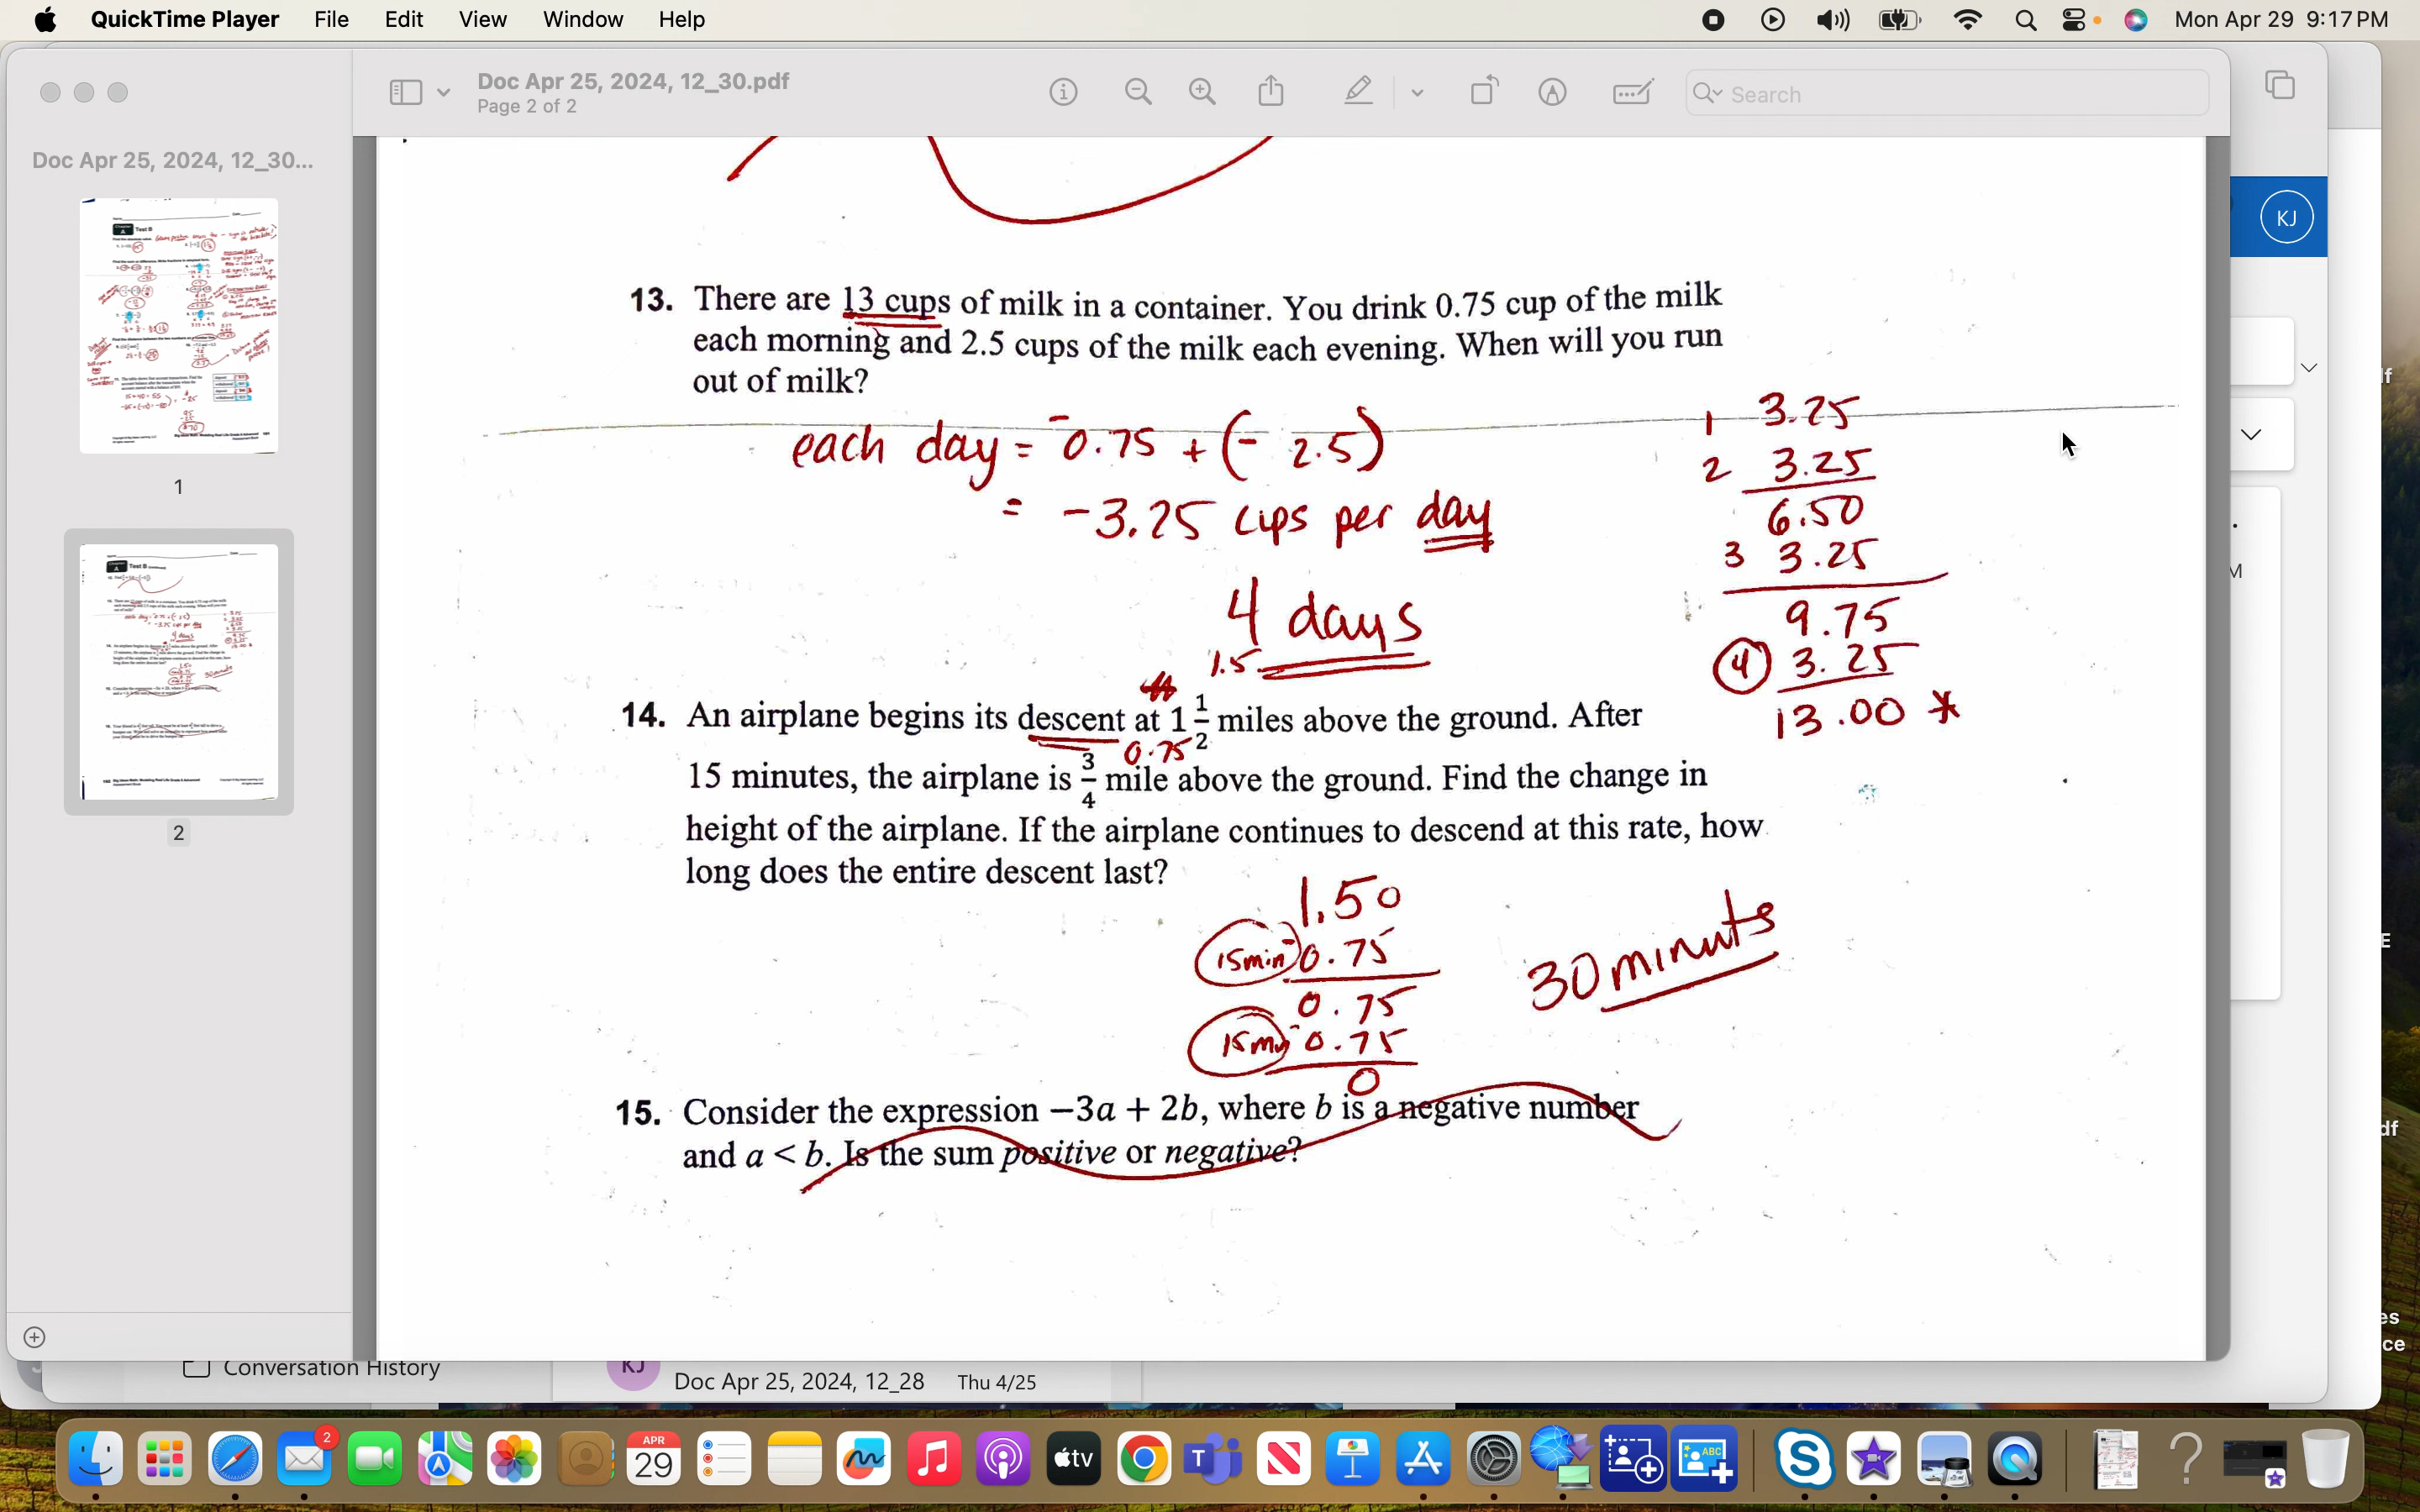 QuickTime Player File Edit View Window Help Mon Apr 29 9:17 PM
Doc Apr 25, 2024, 12_30.pdf
Page 2 of 2
Search
Doc Apr 25, 2024, 12_30...
1
2
KJ
13. There are 13 cups of milk in a container. You drink 0.75 cup of the milk
each morning and 2.5 cups of the milk each evening. When will you run
out of milk?
each day = -0.75 + (- 2.5)
= -3.25 cups per day
4 days
1 3.25
2 3.25
6.50
3 3.25
9.75
4 3.25
13.00 *
1.5
14. An airplane begins its descent at 1 1/2 miles above the ground. After
0.75
15 minutes, the airplane is 3/4 mile above the ground. Find the change in
height of the airplane. If the airplane continues to descend at this rate, how
long does the entire descent last?
1.50
15min -0.75
0.75
15min -0.75
0
30 minuts
15. Consider the expression −3a + 2b, where b is a negative number
and a < b. Is the sum positive or negative?
Conversation History
KJ
Doc Apr 25, 2024, 12_28 Thu 4/25
lf
M
E
df
es
ce
2
APR
29
tv
T
N
ABC
S
Q
?